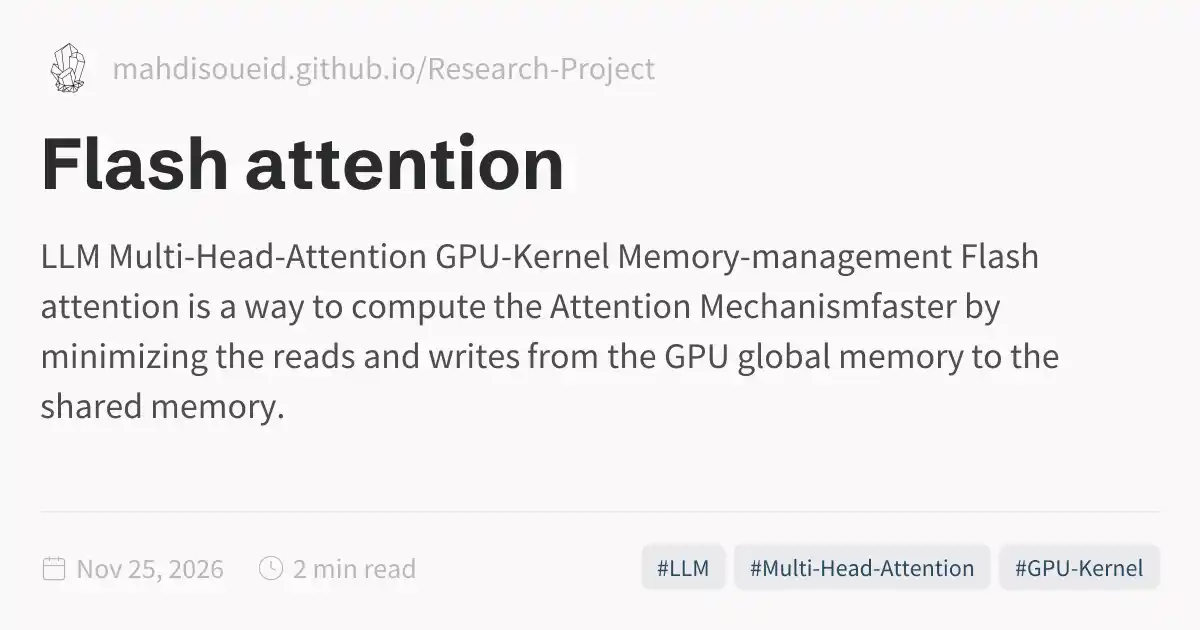 mahdisoueid.github.io/Research-Project
Flash attention
LLM Multi-Head-Attention GPU-Kernel Memory-management Flash
attention is a way to compute the Attention Mechanismfaster by
minimizing the reads and writes from the GPU global memory to the
shared memory.
Nov 25, 2026 2 min read #LLM #Multi-Head-Attention #GPU-Kernel